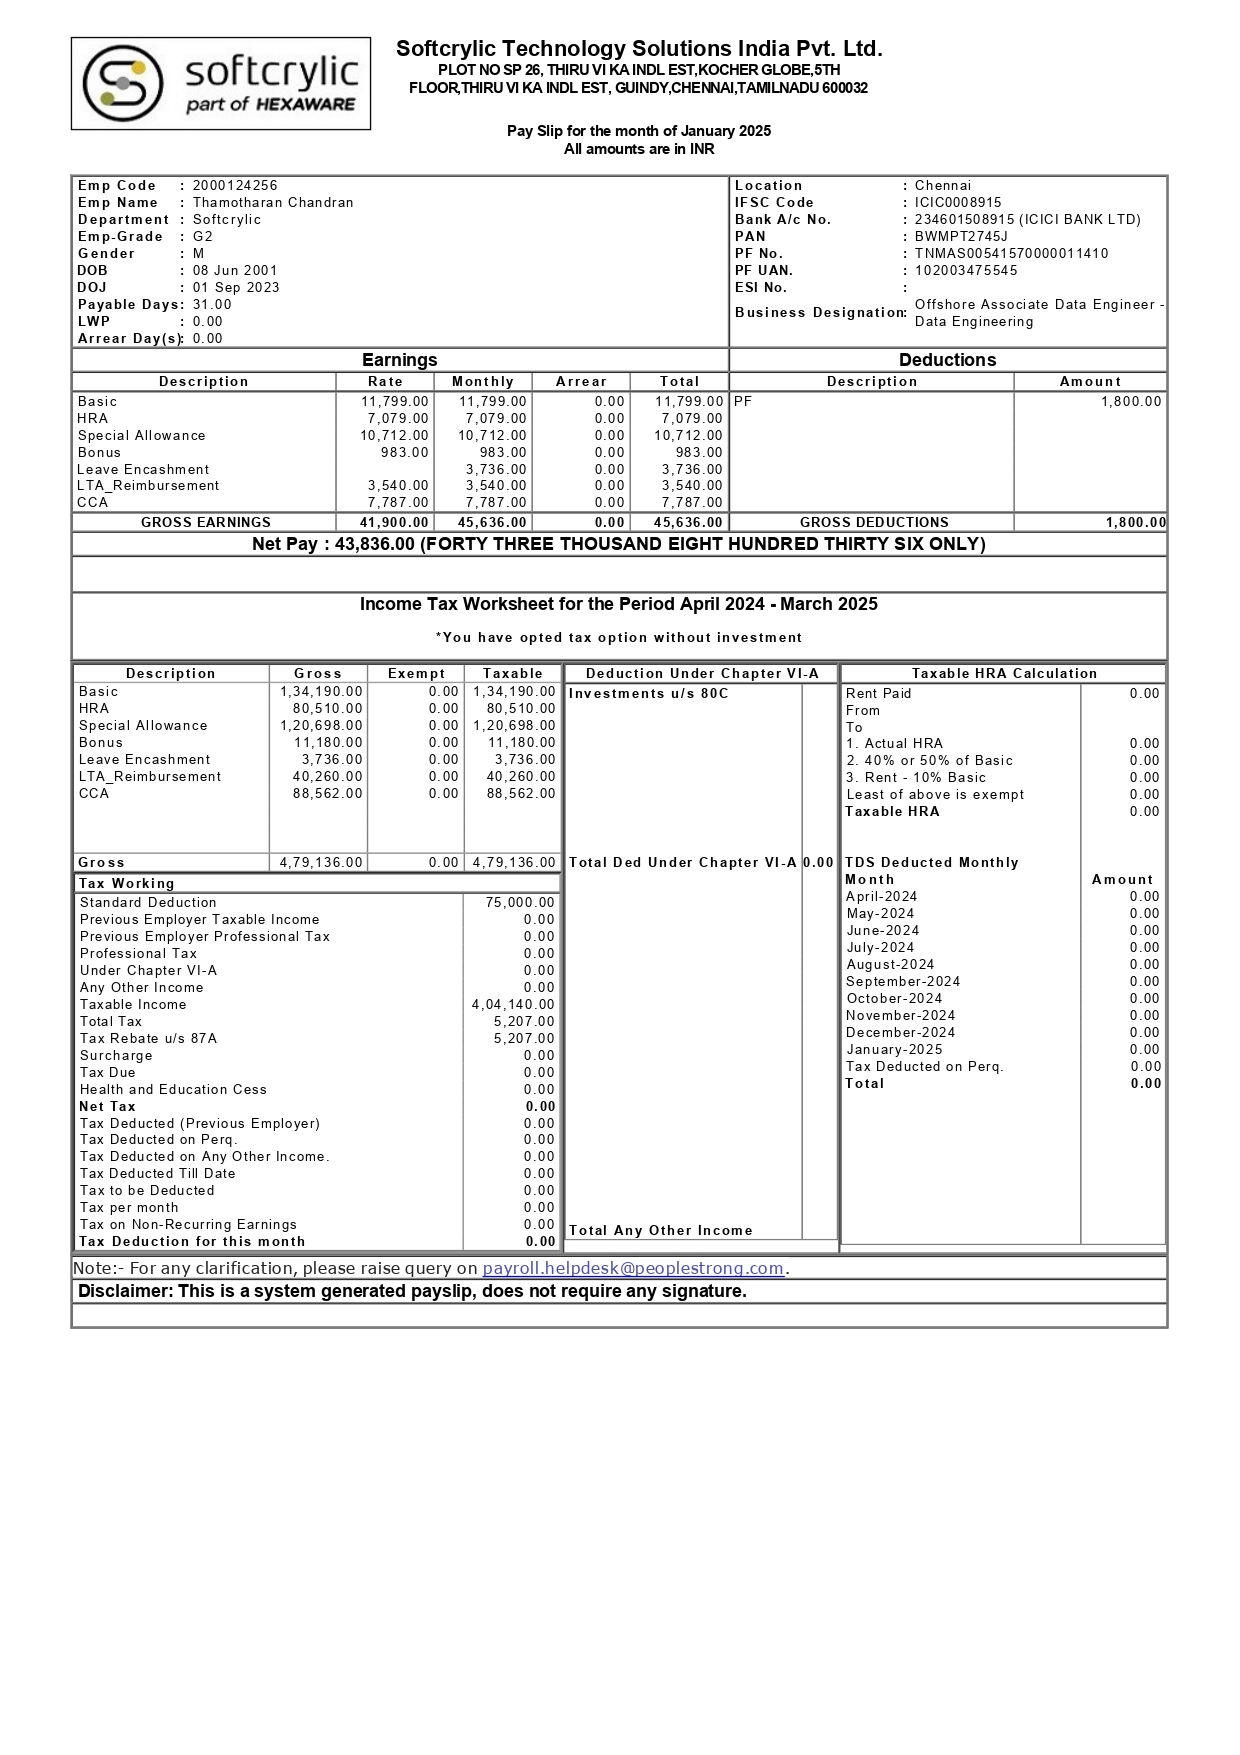 softcrylic
part of HEXAWARE
Softcrylic Technology Solutions India Pvt. Ltd.
PLOT NO SP 26, THIRU VI KA INDL EST,KOCHER GLOBE,5TH
FLOOR,THIRU VI KA INDL EST, GUINDY,CHENNAI,TAMILNADU 600032
Pay Slip for the month of January 2025
All amounts are in INR
Emp Code : 2000124256
Emp Name : Thamotharan Chandran
Department : Softcrylic
Emp-Grade : G2
Gender : M
DOB : 08 Jun 2001
DOJ : 01 Sep 2023
Payable Days: 31.00
LWP : 0.00
Arrear Day(s): 0.00
Location : Chennai
IFSC Code : ICIC0008915
Bank A/c No. : 234601508915 (ICICI BANK LTD)
PAN : BWMPT2745J
PF No. : TNMAS00541570000011410
PF UAN. : 102003475545
ESI No. :
Business Designation: Offshore Associate Data Engineer -
Data Engineering
Earnings Deductions
Description Rate Monthly Arrear Total Description Amount
Basic 11,799.00 11,799.00 0.00 11,799.00 PF 1,800.00
HRA 7,079.00 7,079.00 0.00 7,079.00
Special Allowance 10,712.00 10,712.00 0.00 10,712.00
Bonus 983.00 983.00 0.00 983.00
Leave Encashment 3,736.00 0.00 3,736.00
LTA_Reimbursement 3,540.00 3,540.00 0.00 3,540.00
CCA 7,787.00 7,787.00 0.00 7,787.00
GROSS EARNINGS 41,900.00 45,636.00 0.00 45,636.00 GROSS DEDUCTIONS 1,800.00
Net Pay : 43,836.00 (FORTY THREE THOUSAND EIGHT HUNDRED THIRTY SIX ONLY)
Income Tax Worksheet for the Period April 2024 - March 2025
*You have opted tax option without investment
Description Gross Exempt Taxable
Basic 1,34,190.00 0.00 1,34,190.00
HRA 80,510.00 0.00 80,510.00
Special Allowance 1,20,698.00 0.00 1,20,698.00
Bonus 11,180.00 0.00 11,180.00
Leave Encashment 3,736.00 0.00 3,736.00
LTA_Reimbursement 40,260.00 0.00 40,260.00
CCA 88,562.00 0.00 88,562.00
Gross 4,79,136.00 0.00 4,79,136.00
Tax Working
Standard Deduction 75,000.00
Previous Employer Taxable Income 0.00
Previous Employer Professional Tax 0.00
Professional Tax 0.00
Under Chapter VI-A 0.00
Any Other Income 0.00
Taxable Income 4,04,140.00
Total Tax 5,207.00
Tax Rebate u/s 87A 5,207.00
Surcharge 0.00
Tax Due 0.00
Health and Education Cess 0.00
Net Tax 0.00
Tax Deducted (Previous Employer) 0.00
Tax Deducted on Perq. 0.00
Tax Deducted on Any Other Income. 0.00
Tax Deducted Till Date 0.00
Tax to be Deducted 0.00
Tax per month 0.00
Tax on Non-Recurring Earnings 0.00
Tax Deduction for this month 0.00
Deduction Under Chapter VI-A
Investments u/s 80C
Total Ded Under Chapter VI-A 0.00
Total Any Other Income
Taxable HRA Calculation
Rent Paid 0.00
From
To
1. Actual HRA 0.00
2. 40% or 50% of Basic 0.00
3. Rent - 10% Basic 0.00
Least of above is exempt 0.00
Taxable HRA 0.00
TDS Deducted Monthly
Month Amount
April-2024 0.00
May-2024 0.00
June-2024 0.00
July-2024 0.00
August-2024 0.00
September-2024 0.00
October-2024 0.00
November-2024 0.00
December-2024 0.00
January-2025 0.00
Tax Deducted on Perq. 0.00
Total 0.00
Note:- For any clarification, please raise query on payroll.helpdesk@peoplestrong.com.
Disclaimer: This is a system generated payslip, does not require any signature.